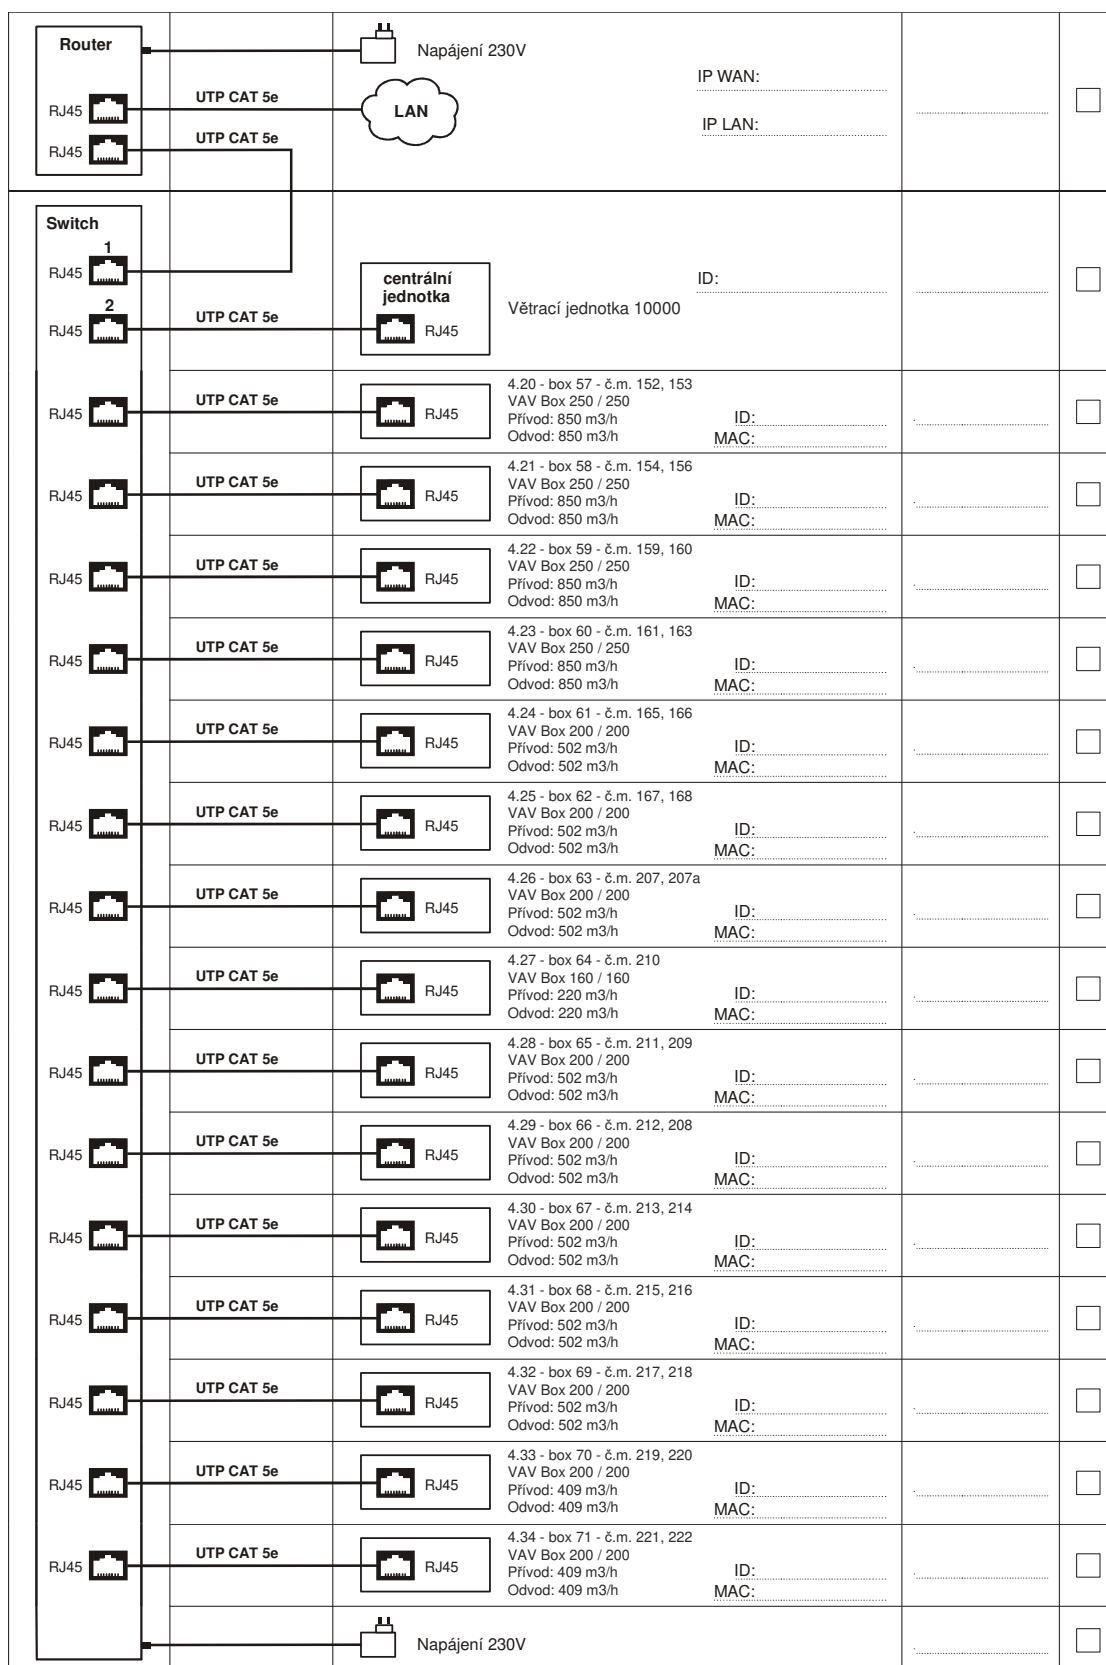 Router
Napájení 230V
IP WAN:
UTP CAT 5e
RJ45
LAN
IP LAN:
UTP CAT 5e
RJ45
Switch
1
RJ45
centrální
jednotka
ID:
2
Větrací jednotka 10000
UTP CAT 5e
RJ45
RJ45
4.20 - box 57 - č.m. 152, 153
UTP CAT 5e
VAV Box 250 / 250
RJ45
RJ45
Přívod: 850 m3/h
ID:
Odvod: 850 m3/h
MAC:
4.21 - box 58 - č.m. 154, 156
UTP CAT 5e
VAV Box 250 / 250
RJ45
RJ45
Přívod: 850 m3/h
ID:
Odvod: 850 m3/h
MAC:
4.22 - box 59 - č.m. 159, 160
UTP CAT 5e
VAV Box 250 / 250
RJ45
RJ45
Přívod: 850 m3/h
ID:
Odvod: 850 m3/h
MAC:
4.23 - box 60 - č.m. 161, 163
UTP CAT 5e
VAV Box 250 / 250
RJ45
RJ45
Přívod: 850 m3/h
ID:
Odvod: 850 m3/h
MAC:
4.24 - box 61 - č.m. 165, 166
UTP CAT 5e
VAV Box 200 / 200
RJ45
RJ45
Přívod: 502 m3/h
ID:
Odvod: 502 m3/h
MAC:
4.25 - box 62 - č.m. 167, 168
UTP CAT 5e
VAV Box 200 / 200
RJ45
RJ45
Přívod: 502 m3/h
ID:
Odvod: 502 m3/h
MAC:
4.26 - box 63 - č.m. 207, 207a
UTP CAT 5e
VAV Box 200 / 200
RJ45
RJ45
Přívod: 502 m3/h
ID:
Odvod: 502 m3/h
MAC:
4.27 - box 64 - č.m. 210
UTP CAT 5e
VAV Box 160 / 160
RJ45
RJ45
Přívod: 220 m3/h
ID:
Odvod: 220 m3/h
MAC:
4.28 - box 65 - č.m. 211, 209
UTP CAT 5e
VAV Box 200 / 200
RJ45
RJ45
Přívod: 502 m3/h
ID:
Odvod: 502 m3/h
MAC:
4.29 - box 66 - č.m. 212, 208
UTP CAT 5e
VAV Box 200 / 200
RJ45
RJ45
Přívod: 502 m3/h
ID:
Odvod: 502 m3/h
MAC:
4.30 - box 67 - č.m. 213, 214
UTP CAT 5e
VAV Box 200 / 200
RJ45
RJ45
Přívod: 502 m3/h
ID:
Odvod: 502 m3/h
MAC:
4.31 - box 68 - č.m. 215, 216
UTP CAT 5e
VAV Box 200 / 200
RJ45
RJ45
Přívod: 502 m3/h
ID:
Odvod: 502 m3/h
MAC:
4.32 - box 69 - č.m. 217, 218
UTP CAT 5e
VAV Box 200 / 200
RJ45
RJ45
Přívod: 502 m3/h
ID:
Odvod: 502 m3/h
MAC:
4.33 - box 70 - č.m. 219, 220
UTP CAT 5e
VAV Box 200 / 200
RJ45
RJ45
Přívod: 409 m3/h
ID:
Odvod: 409 m3/h
MAC:
4.34 - box 71 - č.m. 221, 222
UTP CAT 5e
VAV Box 200 / 200
RJ45
RJ45
Přívod: 409 m3/h
ID:
Odvod: 409 m3/h
MAC:
Napájení 230V